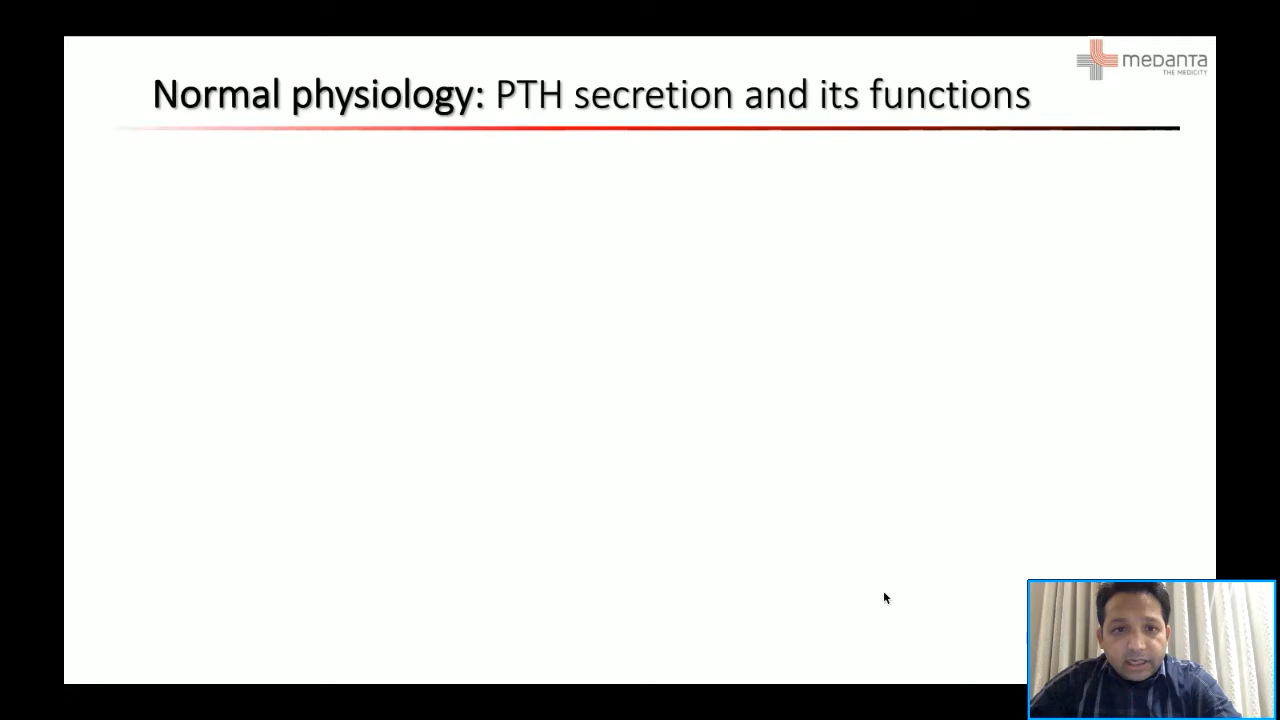 medanta
THE MEDICITY
Normal physiology: PTH secretion and its functions